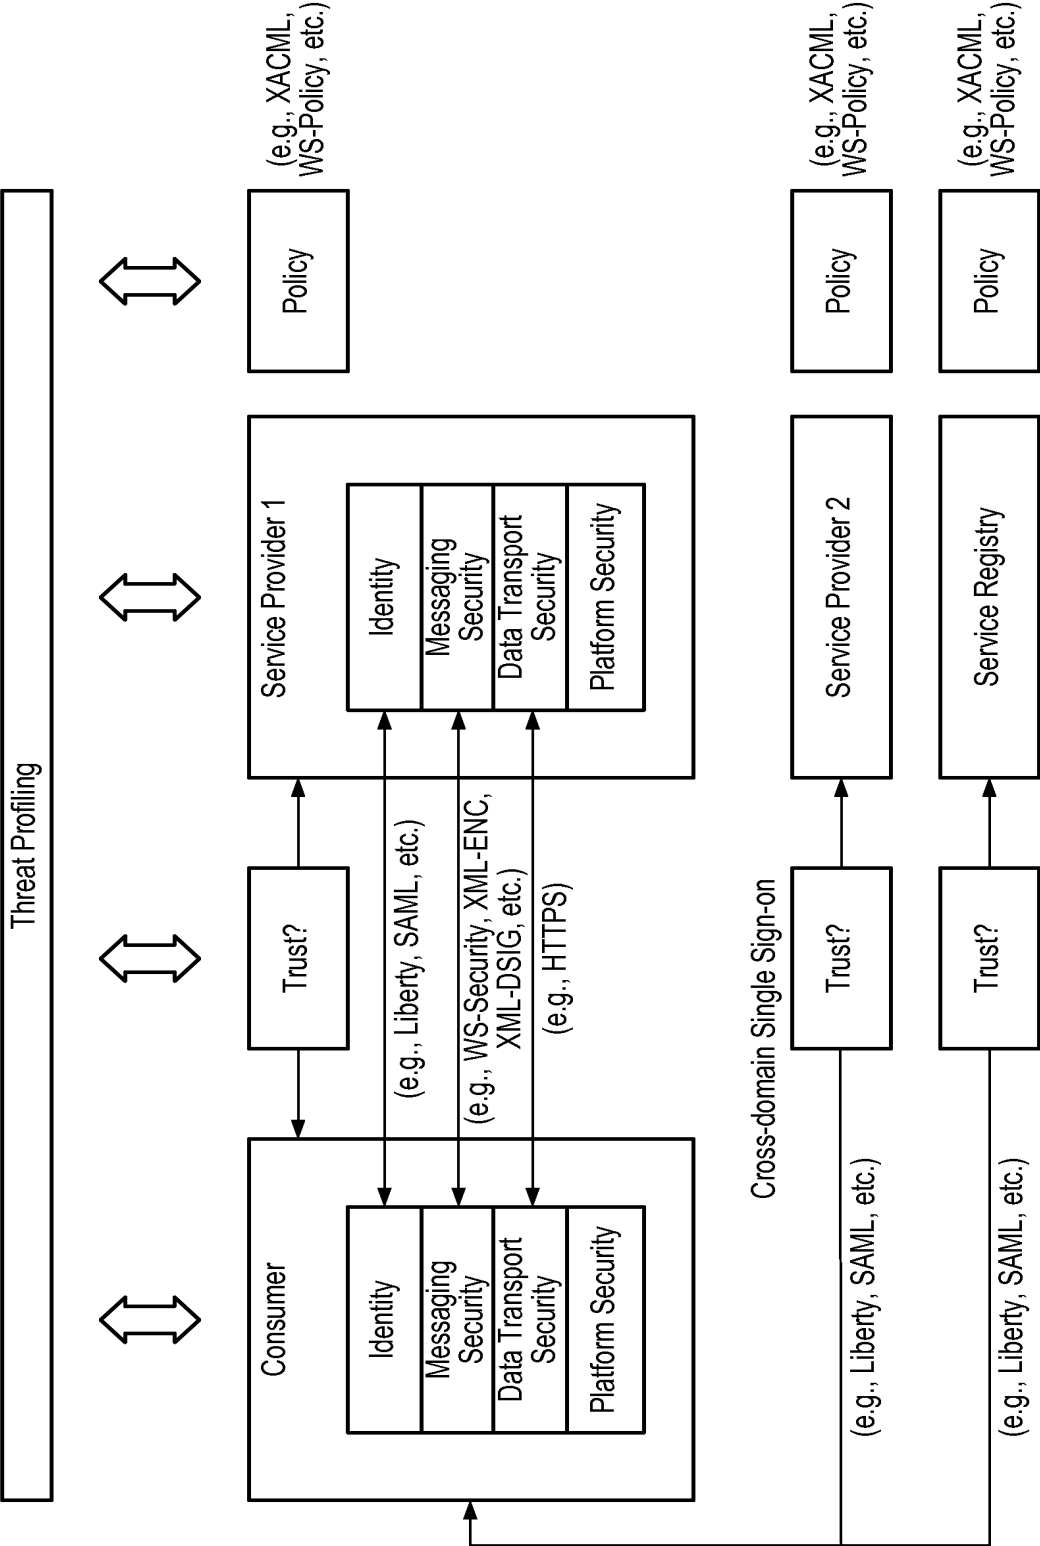 Threat Profiling
Consumer
Identity
Messaging
Security
Data Transport
Security
Platform Security
Trust?
(e.g., Liberty, SAML, etc.)
(e.g., WS-Security, XML-ENC,
XML-DSIG, etc.)
(e.g., HTTPS)
Service Provider 1
Identity
Messaging
Security
Data Transport
Security
Platform Security
Policy
(e.g., XACML,
WS-Policy, etc.)
Cross-domain Single Sign-on
(e.g., Liberty, SAML, etc.)
Trust?
Service Provider 2
Policy
(e.g., XACML,
WS-Policy, etc.)
(e.g., Liberty, SAML, etc.)
Trust?
Service Registry
Policy
(e.g., XACML,
WS-Policy, etc.)